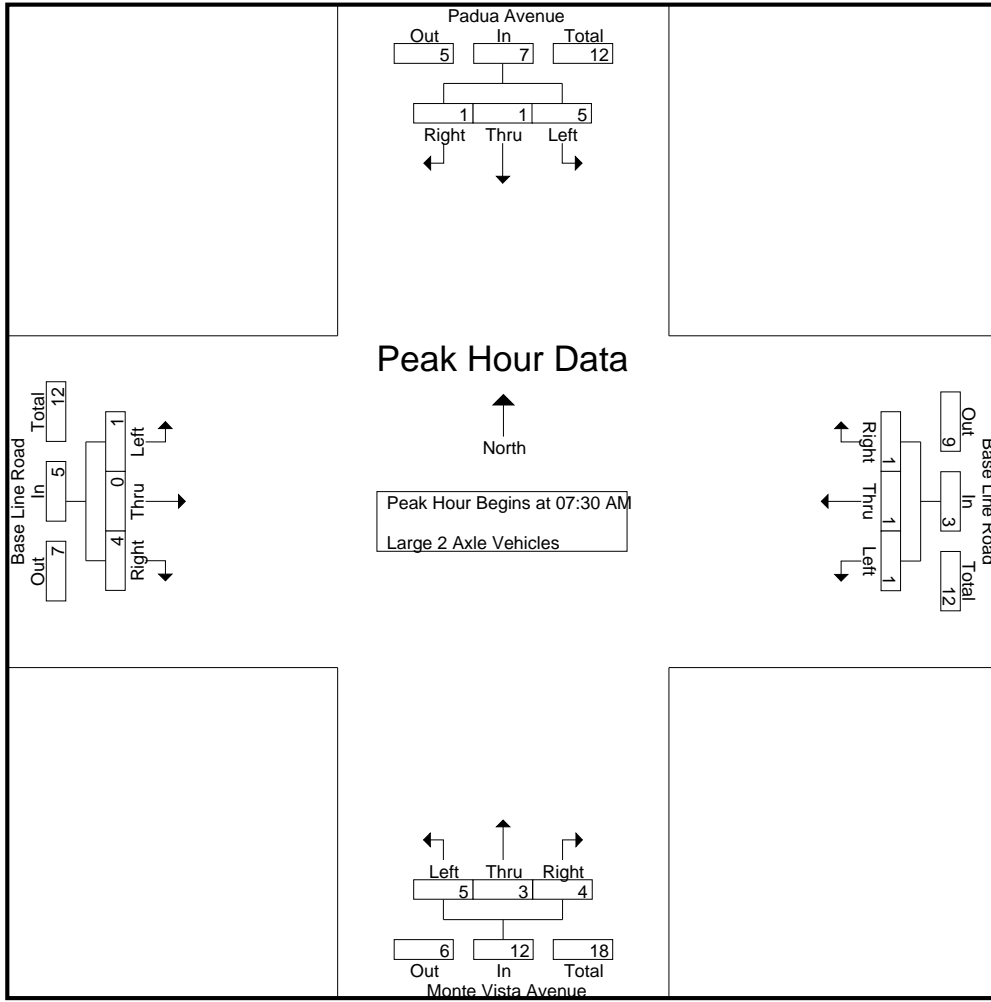 Padua Avenue
Out In Total
5 7 12
1 1 5
Right Thru Left
Peak Hour Data
North
Peak Hour Begins at 07:30 AM
Large 2 Axle Vehicles
Base Line Road
Total In Out
12 5 7
1 0 4
Left Thru Right
Base Line Road
Out In Total
9 3 12
1 1 1
Right Thru Left
Left Thru Right
5 3 4
6 12 18
Out In Total
Monte Vista Avenue